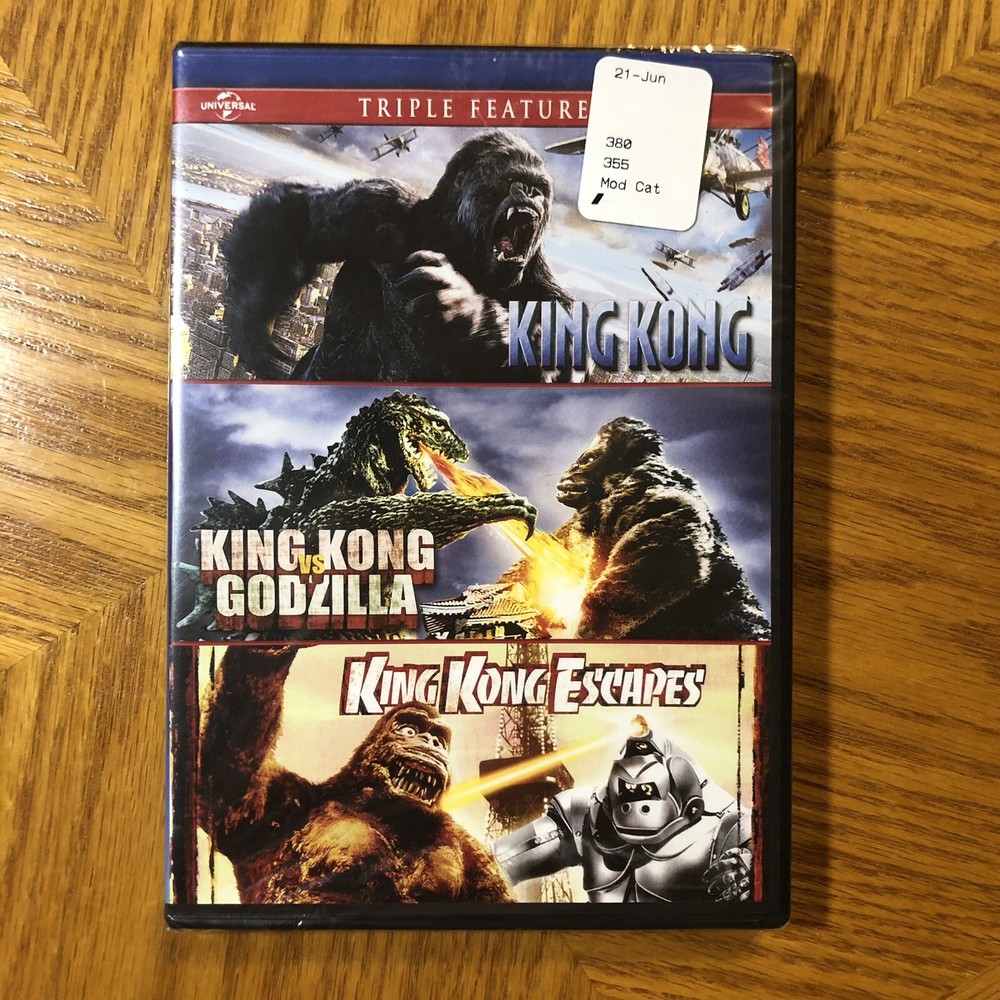 21-Jun
380
355
Mod Cat
UNIVERSAL
TRIPLE FEATURE
KING KONG
KING KONG
VS
GODZILLA
KING KONG ESCAPES